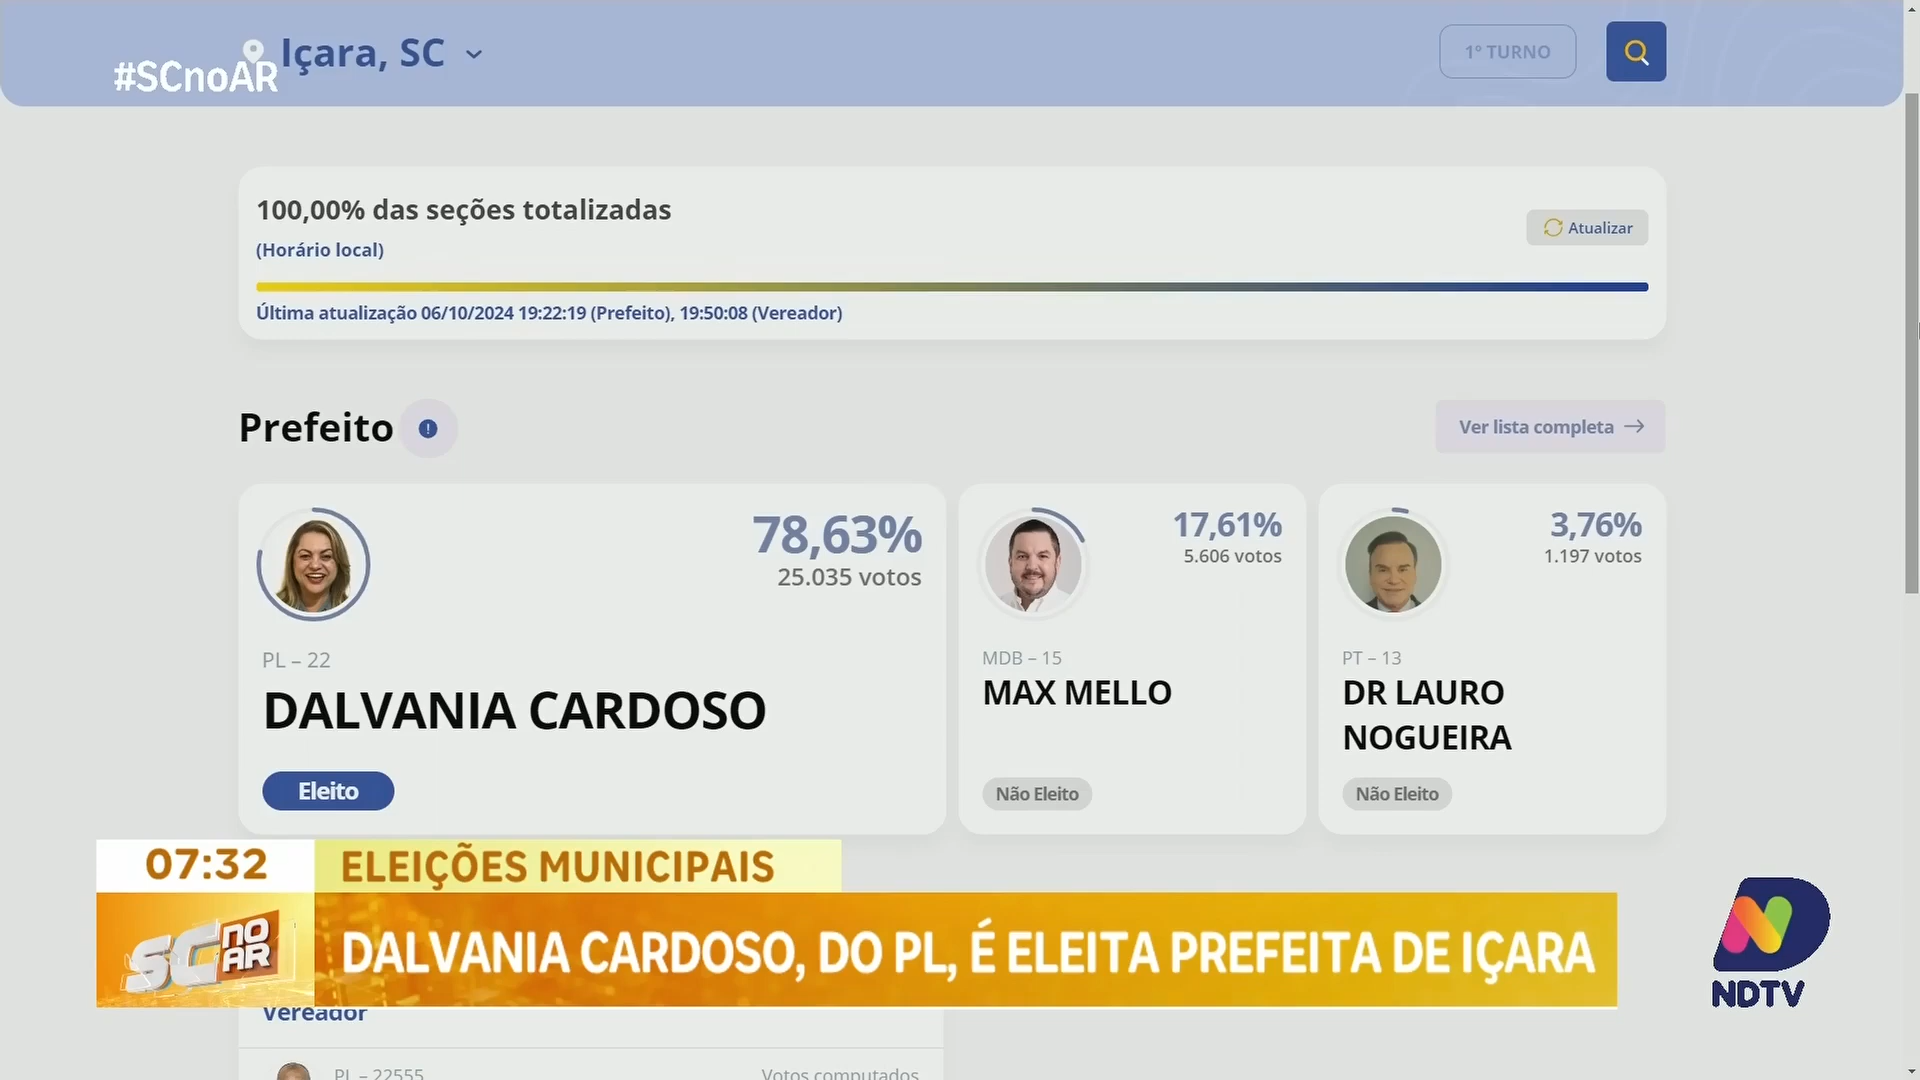 Içara, SC
#SCnoAR
1º TURNO
100,00% das seções totalizadas
(Horário local)
Atualizar
Última atualização 06/10/2024 19:22:19 (Prefeito), 19:50:08 (Vereador)
Prefeito
!
Ver lista completa
78,63%
25.035 votos
PL – 22
DALVANIA CARDOSO
Eleito
17,61%
5.606 votos
MDB – 15
MAX MELLO
Não Eleito
3,76%
1.197 votos
PT – 13
DR LAURO
NOGUEIRA
Não Eleito
07:32
ELEIÇÕES MUNICIPAIS
SC NO AR
DALVANIA CARDOSO, DO PL, É ELEITA PREFEITA DE IÇARA
NDTV
Vereador
PL – 22555
Votos computados